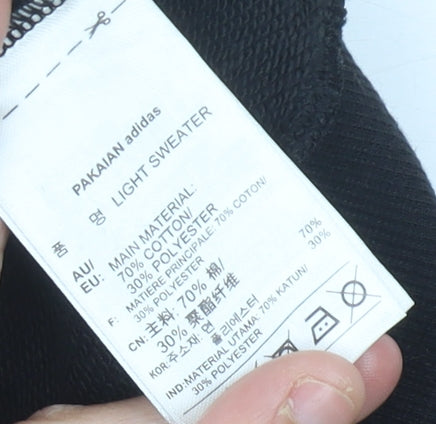 PAKAIAN adidas
품 명 LIGHT SWEATER
AU/
EU: MAIN MATERIAL:
70% COTTON/
30% POLYESTER
F: MATIERE PRINCIPALE: 70% COTON/
30% POLYESTER
CN: 主料: 70% 棉/
30% 聚酯纤维
KOR: 주소재: 면 70%
폴리에스터 30%
IND: MATERIAL UTAMA: 70% KATUN/
30% POLYESTER